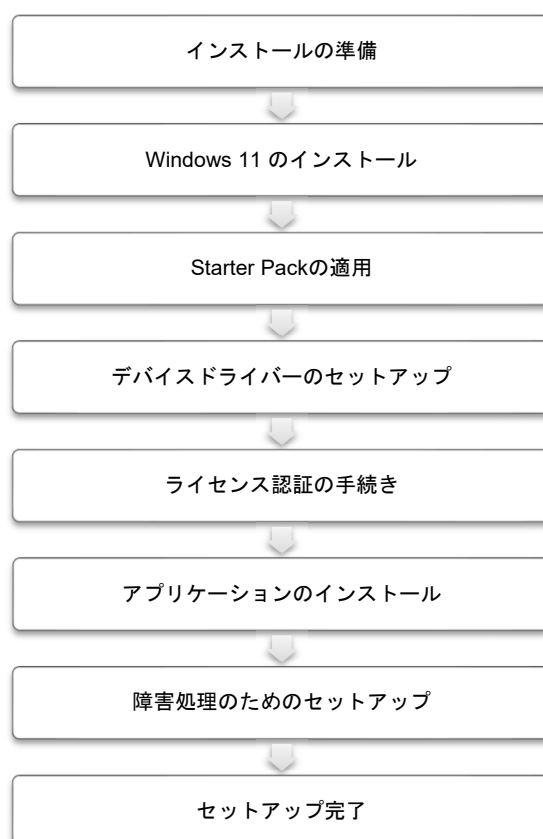 インストールの準備
Windows 11 のインストール
Starter Packの適用
デバイスドライバーのセットアップ
ライセンス認証の手続き
アプリケーションのインストール
障害処理のためのセットアップ
セットアップ完了